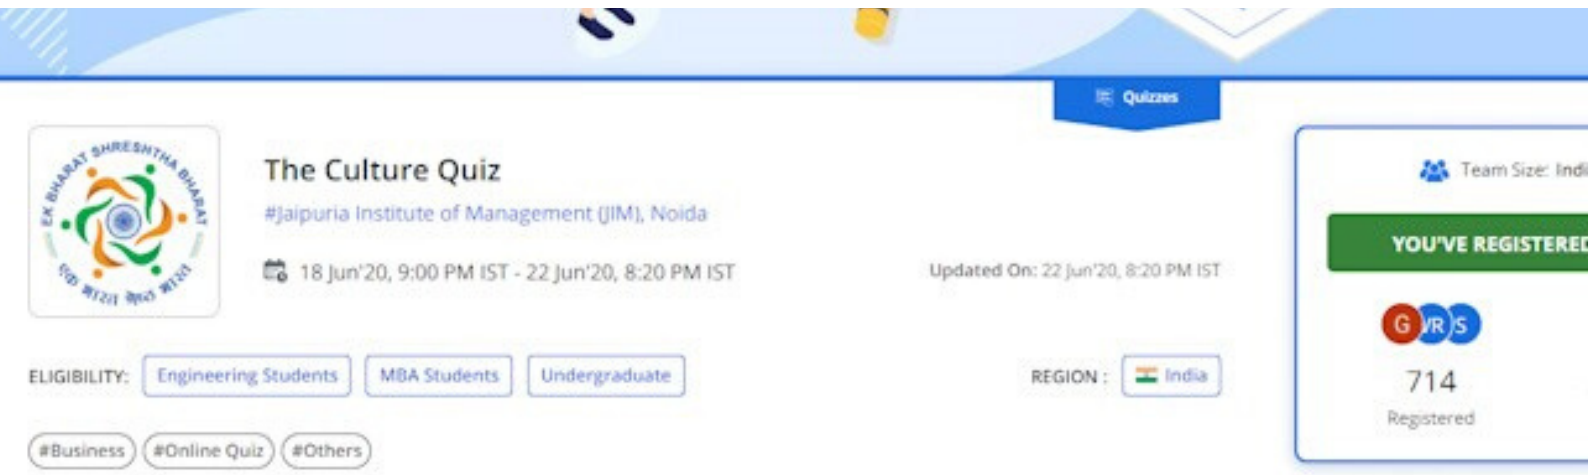 Quizzes
EK BHARAT SHRESHTHA BHARAT
एक भारत श्रेष्ठ भारत
The Culture Quiz
#Jaipuria Institute of Management (JIM), Noida
18 Jun'20, 9:00 PM IST - 22 Jun'20, 8:20 PM IST
Updated On: 22 Jun'20, 8:20 PM IST
ELIGIBILITY: Engineering Students MBA Students Undergraduate
REGION : India
#Business #Online Quiz #Others
Team Size: Indi
YOU'VE REGISTERED
G VR S
714
Registered